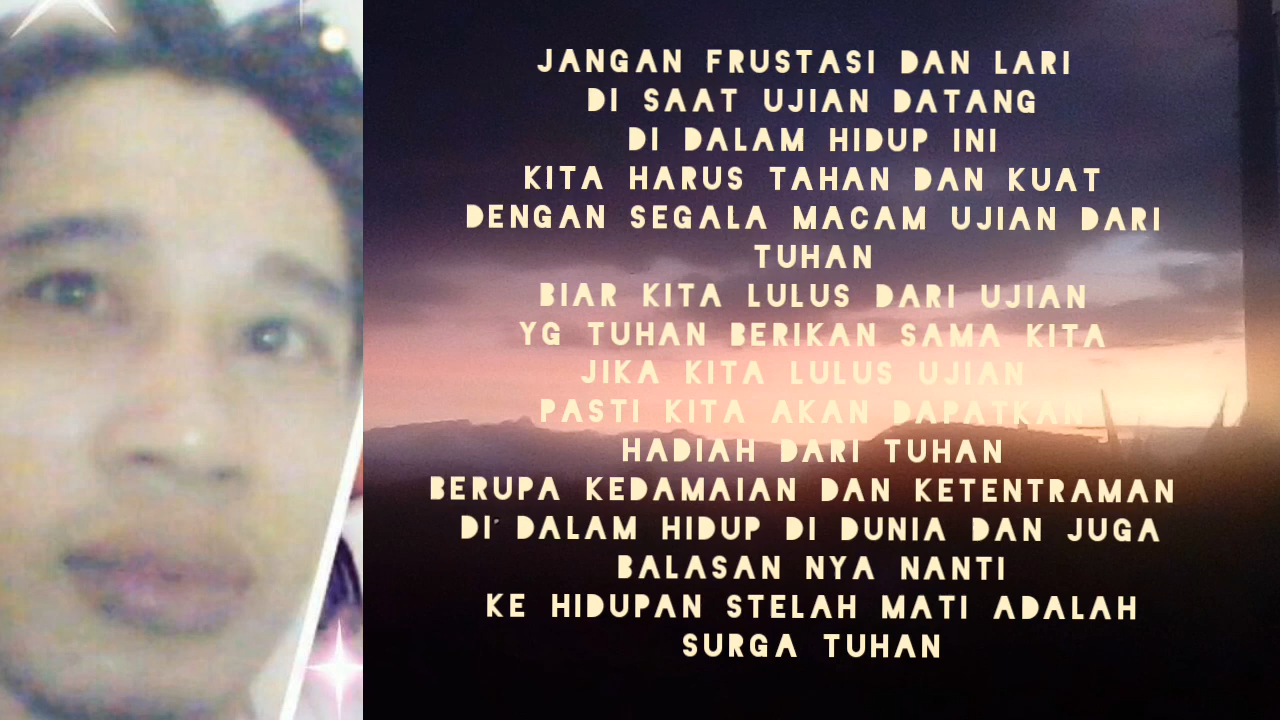 JANGAN FRUSTASI DAN LARI
DI SAAT UJIAN DATANG
DI DALAM HIDUP INI
KITA HARUS TAHAN DAN KUAT
DENGAN SEGALA MACAM UJIAN DARI
TUHAN
BIAR KITA LULUS DARI UJIAN
YG TUHAN BERIKAN SAMA KITA
JIKA KITA LULUS UJIAN
PASTI KITA AKAN DAPATKAN
HADIAH DARI TUHAN
BERUPA KEDAMAIAN DAN KETENTRAMAN
DI DALAM HIDUP DI DUNIA DAN JUGA
BALASAN NYA NANTI
KE HIDUPAN STELAH MATI ADALAH
SURGA TUHAN